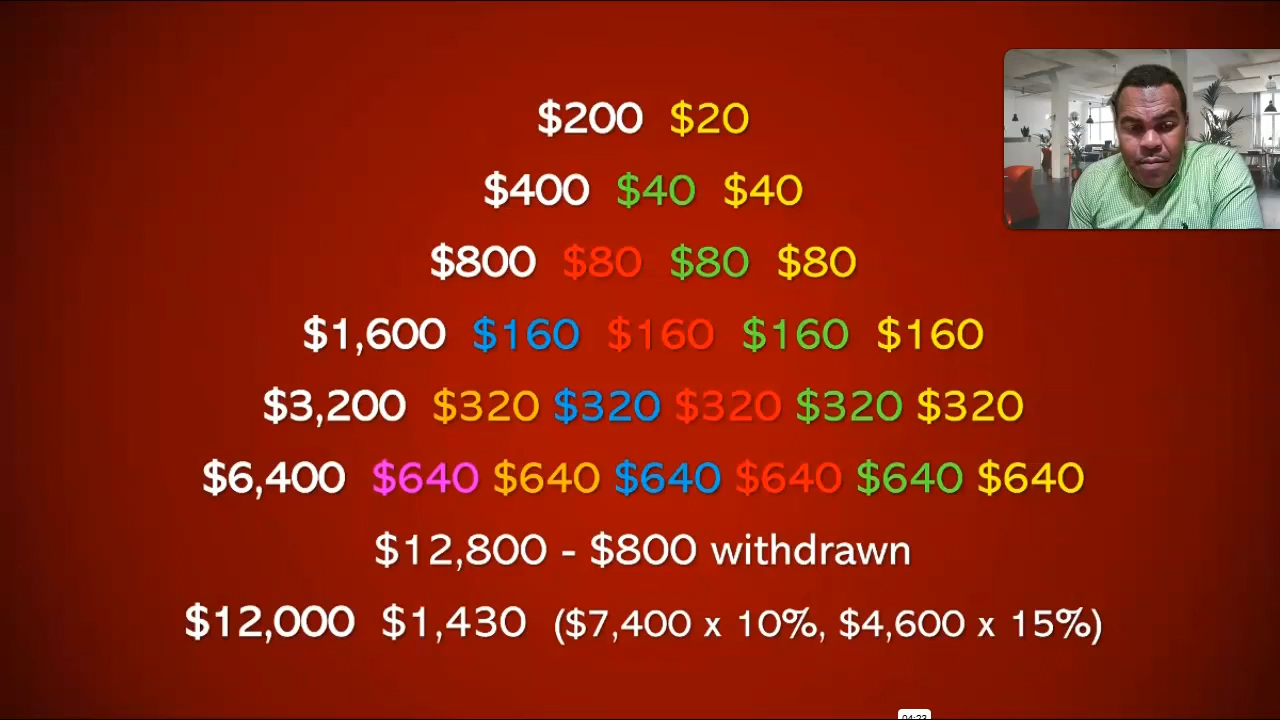 $200 $20
$400 $40 $40
$800 $80 $80 $80
$1,600 $160 $160 $160 $160
$3,200 $320 $320 $320 $320 $320
$6,400 $640 $640 $640 $640 $640 $640
$12,800 - $800 withdrawn
$12,000 $1,430 ($7,400 x 10%, $4,600 x 15%)